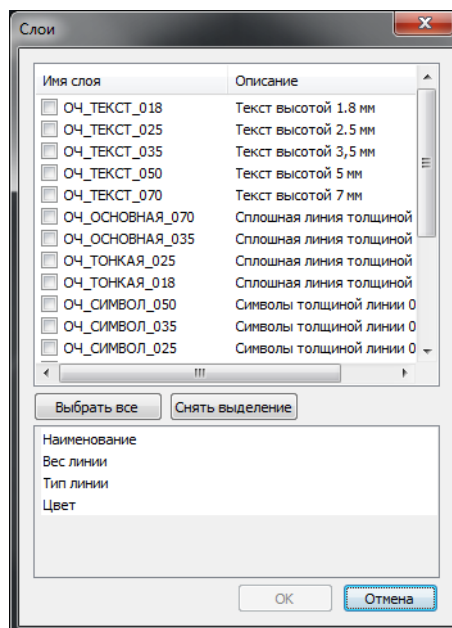 Слои
Имя слоя Описание
ОЧ_ТЕКСТ_018 Текст высотой 1.8 мм
ОЧ_ТЕКСТ_025 Текст высотой 2.5 мм
ОЧ_ТЕКСТ_035 Текст высотой 3,5 мм
ОЧ_ТЕКСТ_050 Текст высотой 5 мм
ОЧ_ТЕКСТ_070 Текст высотой 7 мм
ОЧ_ОСНОВНАЯ_070 Сплошная линия толщиной
ОЧ_ОСНОВНАЯ_035 Сплошная линия толщиной
ОЧ_ТОНКАЯ_025 Сплошная линия толщиной
ОЧ_ТОНКАЯ_018 Сплошная линия толщиной
ОЧ_СИМВОЛ_050 Символы толщиной линии 0
ОЧ_СИМВОЛ_035 Символы толщиной линии 0
ОЧ_СИМВОЛ_025 Символы толщиной линии 0
Выбрать все Снять выделение
Наименование
Вес линии
Тип линии
Цвет
ОК Отмена